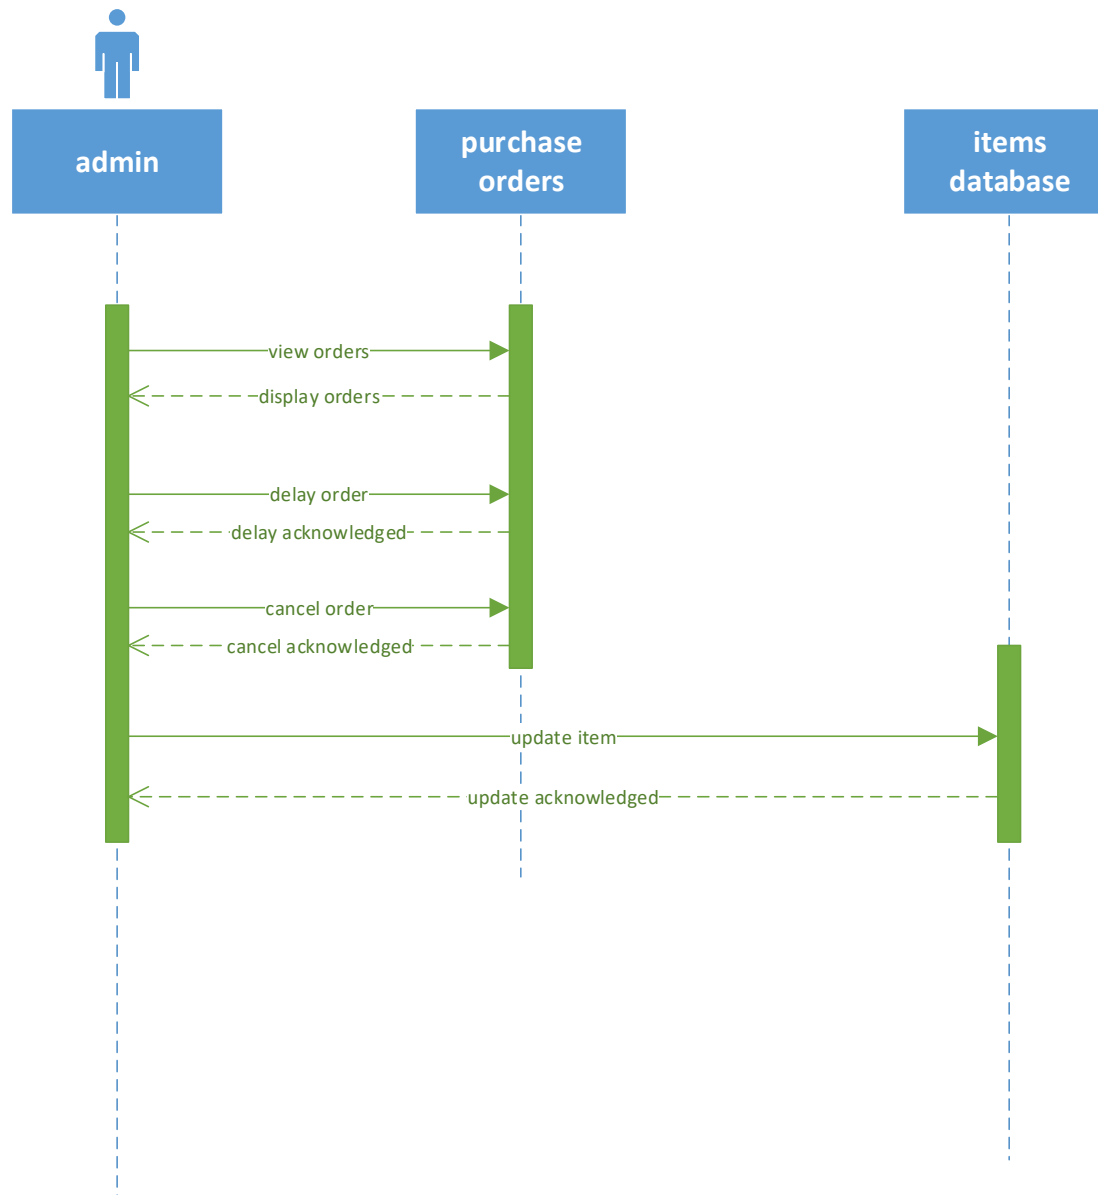 admin
purchase
orders
items
database
view orders
display orders
delay order
delay acknowledged
cancel order
cancel acknowledged
update item
update acknowledged